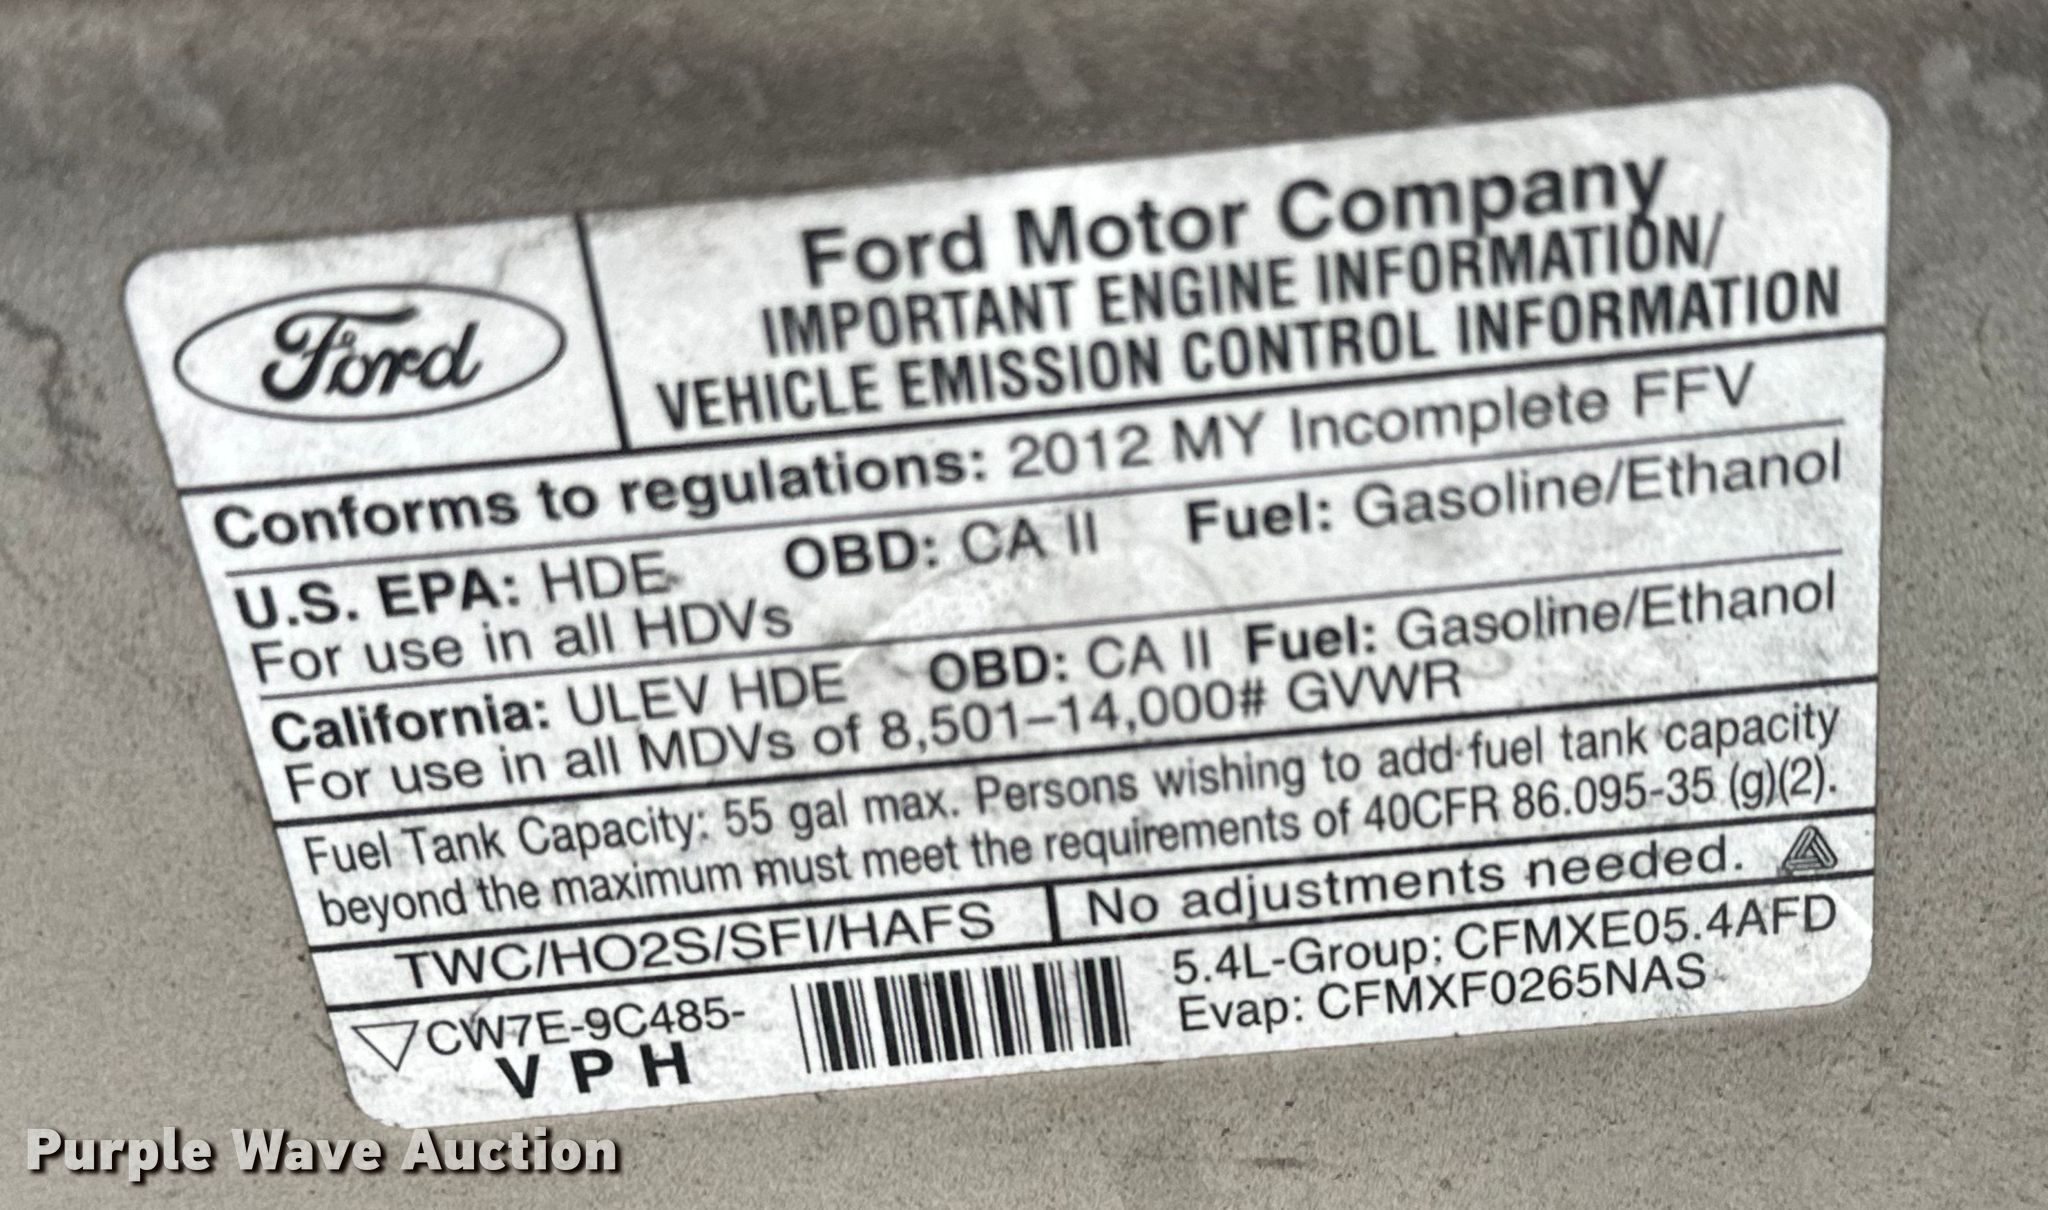 Ford
Ford Motor Company
IMPORTANT ENGINE INFORMATION/
VEHICLE EMISSION CONTROL INFORMATION
Conforms to regulations: 2012 MY Incomplete FFV
U.S. EPA: HDE OBD: CA II Fuel: Gasoline/Ethanol
For use in all HDVs
California: ULEV HDE OBD: CA II Fuel: Gasoline/Ethanol
For use in all MDVs of 8,501–14,000# GVWR
Fuel Tank Capacity: 55 gal max. Persons wishing to add fuel tank capacity
beyond the maximum must meet the requirements of 40CFR 86.095-35 (g)(2).
TWC/HO2S/SFI/HAFS No adjustments needed.
CW7E-9C485-
V P H
5.4L-Group: CFMXE05.4AFD
Evap: CFMXF0265NAS
Purple Wave Auction